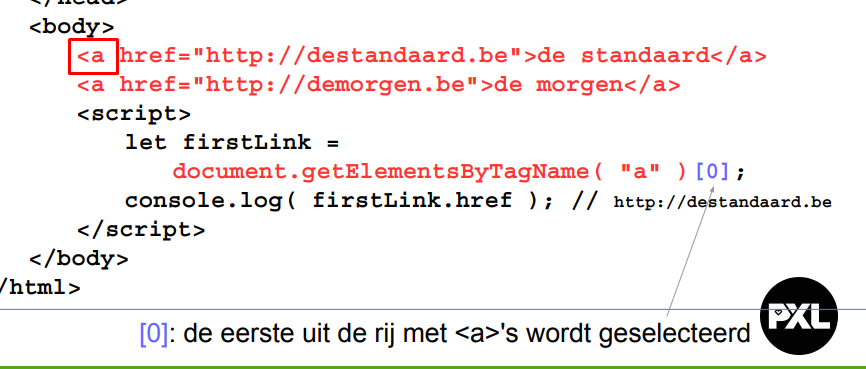 </head>
<body>
<a href="http://destandaard.be">de standaard</a>
<a href="http://demorgen.be">de morgen</a>
<script>
let firstLink =
document.getElementsByTagName( "a" )[0];
console.log( firstLink.href ); // http://destandaard.be
</script>
</body>
/html>
[0]: de eerste uit de rij met <a>'s wordt geselecteerd
PXL